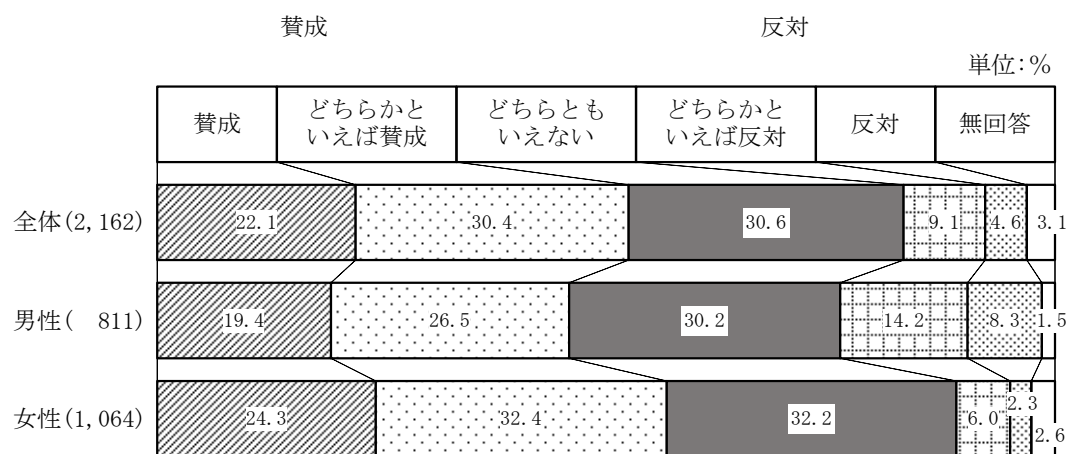 賛成 反対
単位:%
賛成 どちらかと いえば賛成 どちらとも いえない どちらかと いえば反対 反対 無回答
全体(2,162) 22.1 30.4 30.6 9.1 4.6 3.1
男性( 811) 19.4 26.5 30.2 14.2 8.3 1.5
女性(1,064) 24.3 32.4 32.2 6.0 2.3 2.6